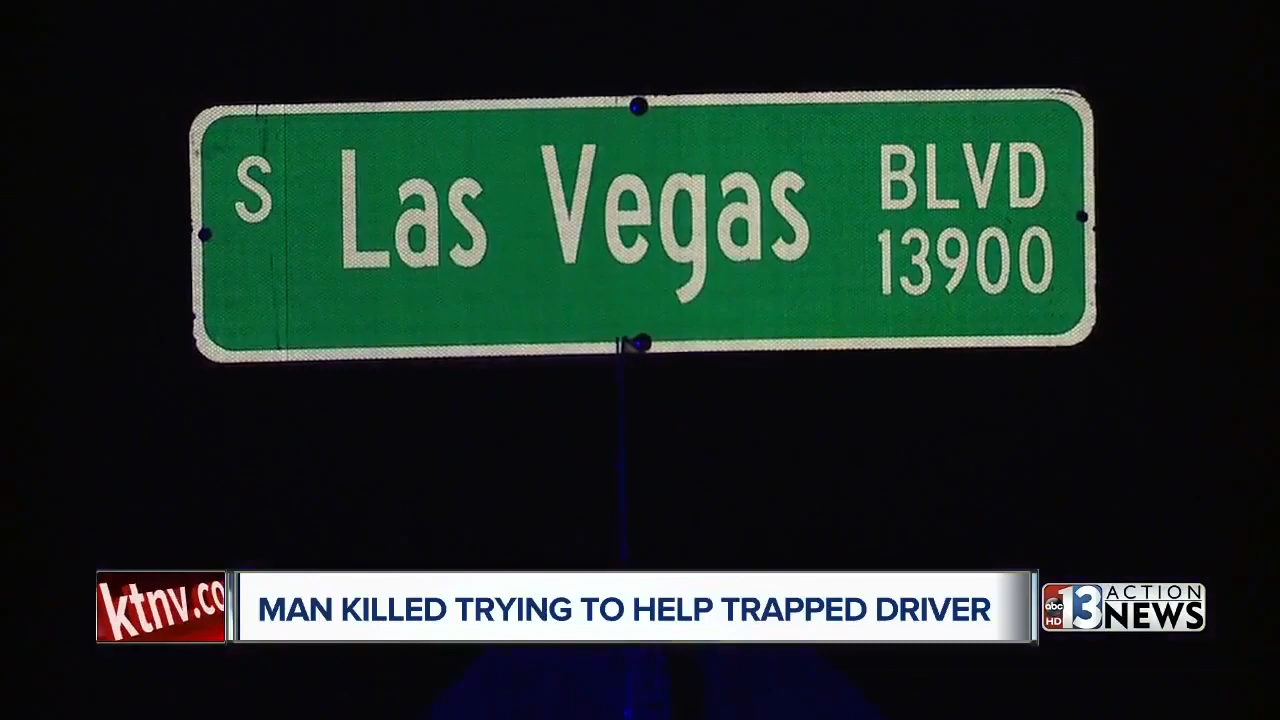 S Las Vegas BLVD
13900
ktnv.co
MAN KILLED TRYING TO HELP TRAPPED DRIVER
abc
HD
13 ACTION
NEWS